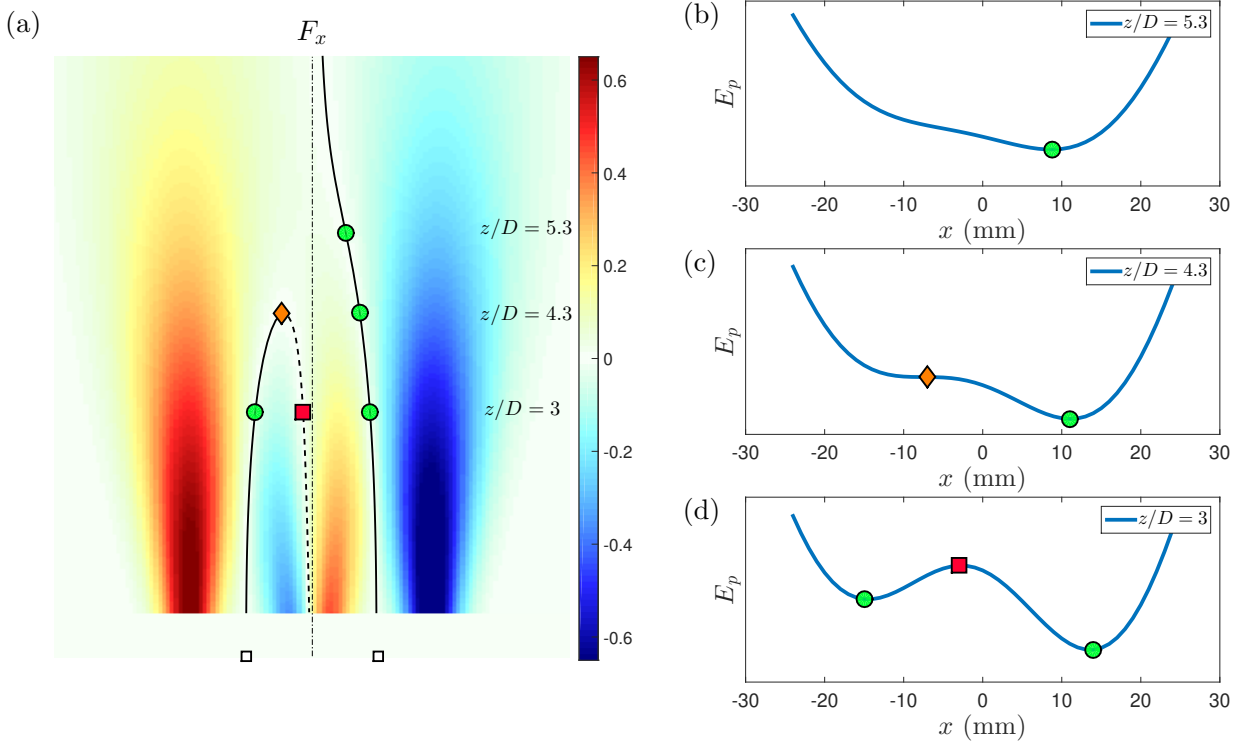 (a)
F_x
0.6
0.4
0.2
0
-0.2
-0.4
-0.6
z/D = 5.3
z/D = 4.3
z/D = 3
(b)
z/D = 5.3
E_p
-30 -20 -10 0 10 20 30
x (mm)
(c)
z/D = 4.3
E_p
-30 -20 -10 0 10 20 30
x (mm)
(d)
z/D = 3
E_p
-30 -20 -10 0 10 20 30
x (mm)